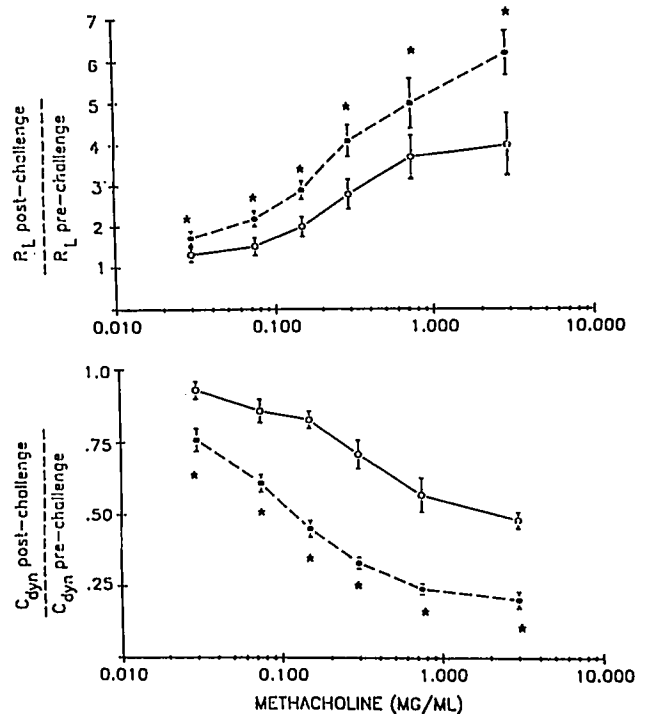 7
6
5
4
3
2
1
R_L post-challenge
R_L pre-challenge
0.010 0.100 1.000 10.000
1.0
.75
.50
.25
C_dyn post-challenge
C_dyn pre-challenge
0.010 0.100 1.000 10.000
METHACHOLINE (MG/ML)